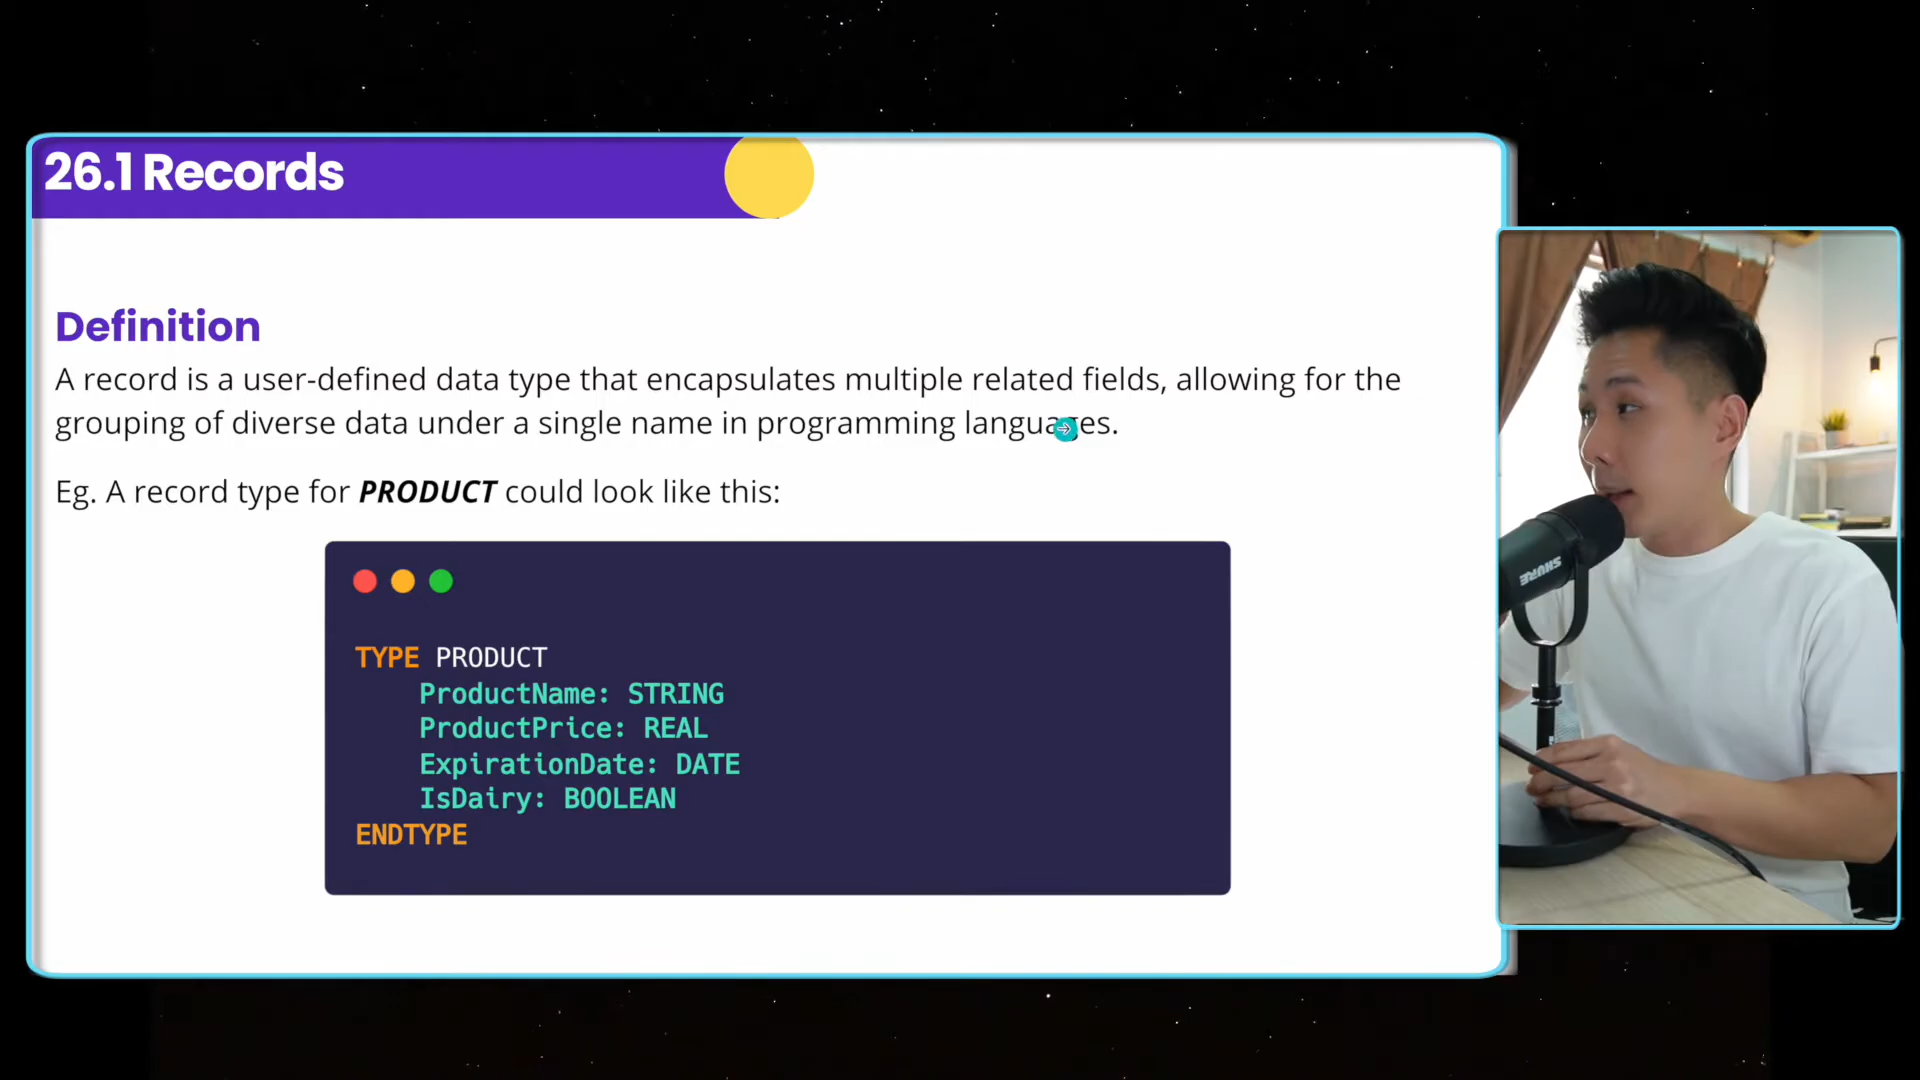 26.1 Records
Definition
A record is a user-defined data type that encapsulates multiple related fields, allowing for the
grouping of diverse data under a single name in programming languages.
Eg. A record type for PRODUCT could look like this:
TYPE PRODUCT
ProductName: STRING
ProductPrice: REAL
ExpirationDate: DATE
IsDairy: BOOLEAN
ENDTYPE
SHURE